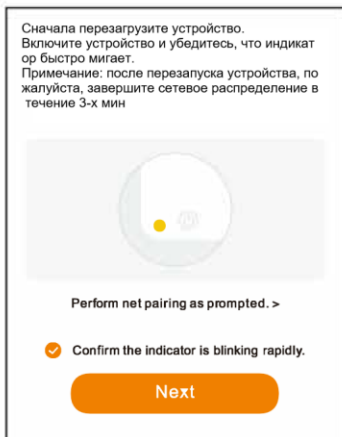 Сначала перезагрузите устройство.
Включите устройство и убедитесь, что индикат
ор быстро мигает.
Примечание: после перезапуска устройства, по
жалуйста, завершите сетевое распределение в
течение 3-х мин
Perform net pairing as prompted. >
Confirm the indicator is blinking rapidly.
Next